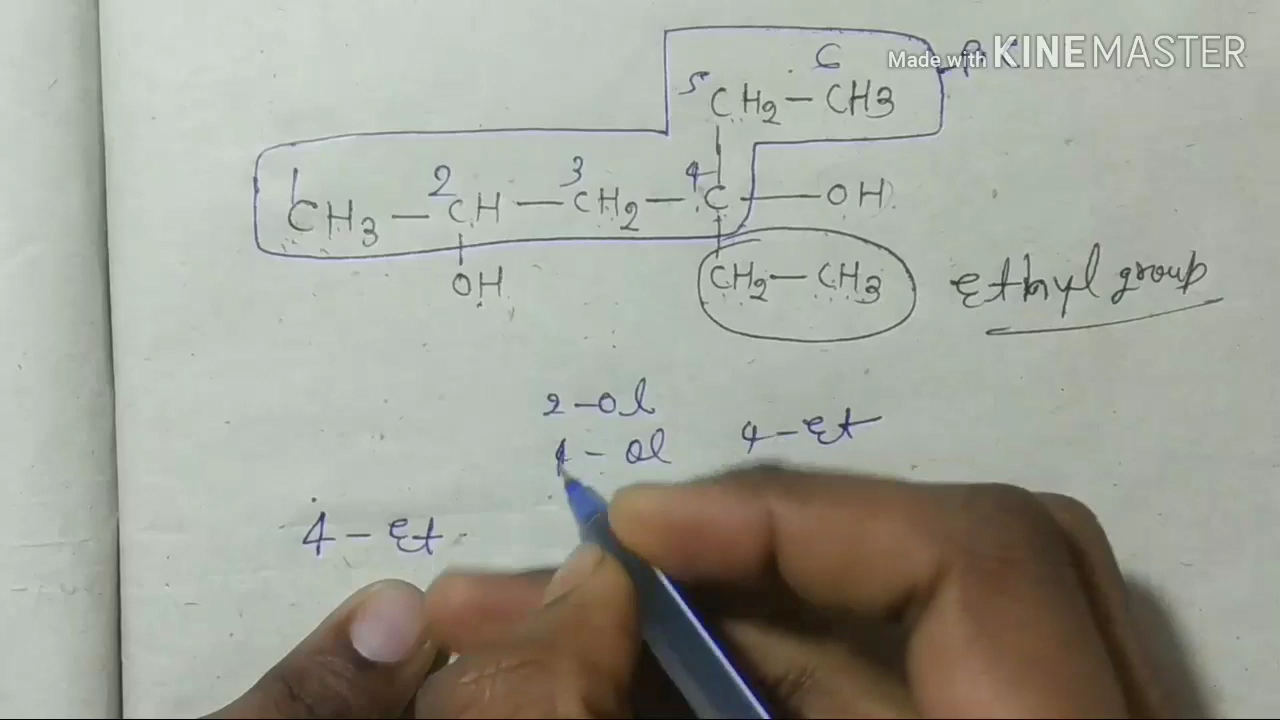 Made with KINEMASTER
5 6
CH2 – CH3
1 2 3 4
CH3 – CH – CH2 – C – OH
OH
CH2 – CH3 Ethyl group
2 – ol
4 – ol 4 – Et
4 – Et